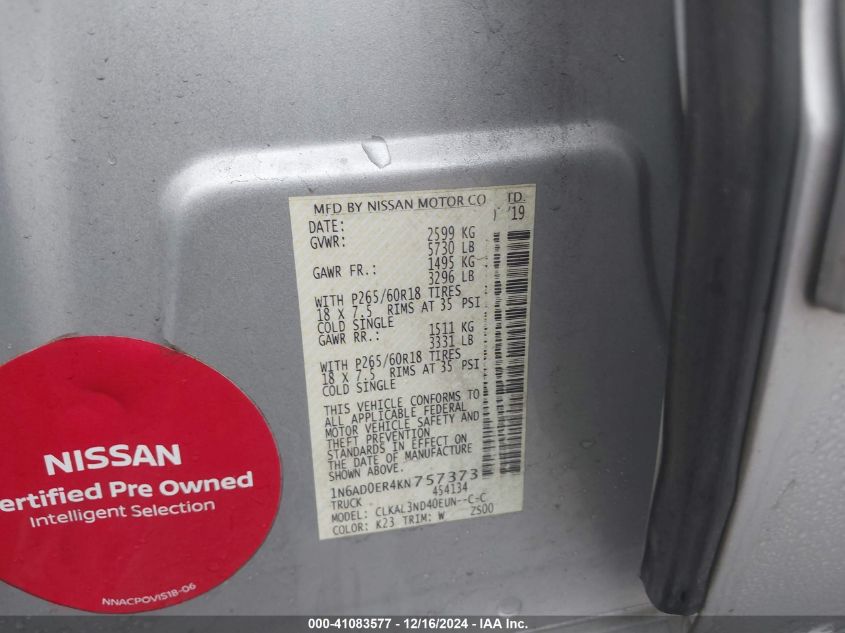 MFD BY NISSAN MOTOR CO TD.
DATE: '19
GVWR: 2599 KG
5730 LB
GAWR FR.: 1495 KG
3296 LB
WITH P265/60R18 TIRES
18 X 7.5 RIMS AT 35 PSI
COLD SINGLE
GAWR RR.: 1511 KG
3331 LB
WITH P265/60R18 TIRES
18 X 7.5 RIMS AT 35 PSI
COLD SINGLE
THIS VEHICLE CONFORMS TO
ALL APPLICABLE FEDERAL
MOTOR VEHICLE SAFETY AND
THEFT PREVENTION
STANDARDS IN EFFECT ON
THE DATE OF MANUFACTURE
SHOWN ABOVE.
1N6AD0ER4KN757373
TRUCK 454134
MODEL: CLKAL3ND40EUN--C-C
COLOR: K23 TRIM: W ZS00
NISSAN
ertified Pre Owned
Intelligent Selection
NNACPOVIS18-06
000-41083577 - 12/16/2024 - IAA Inc.